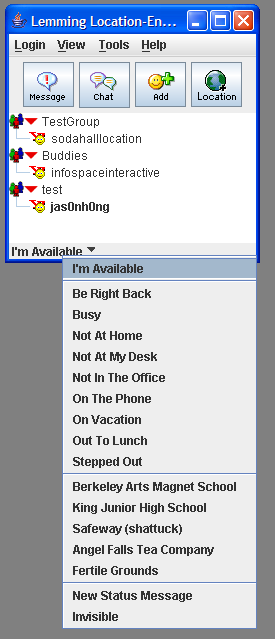 Lemming Location-En...
Login View Tools Help
Message Chat Add Location
TestGroup
sodahalllocation
Buddies
infospaceinteractive
test
jas0nh0ng
I'm Available
I'm Available
Be Right Back
Busy
Not At Home
Not At My Desk
Not In The Office
On The Phone
On Vacation
Out To Lunch
Stepped Out
Berkeley Arts Magnet School
King Junior High School
Safeway (shattuck)
Angel Falls Tea Company
Fertile Grounds
New Status Message
Invisible